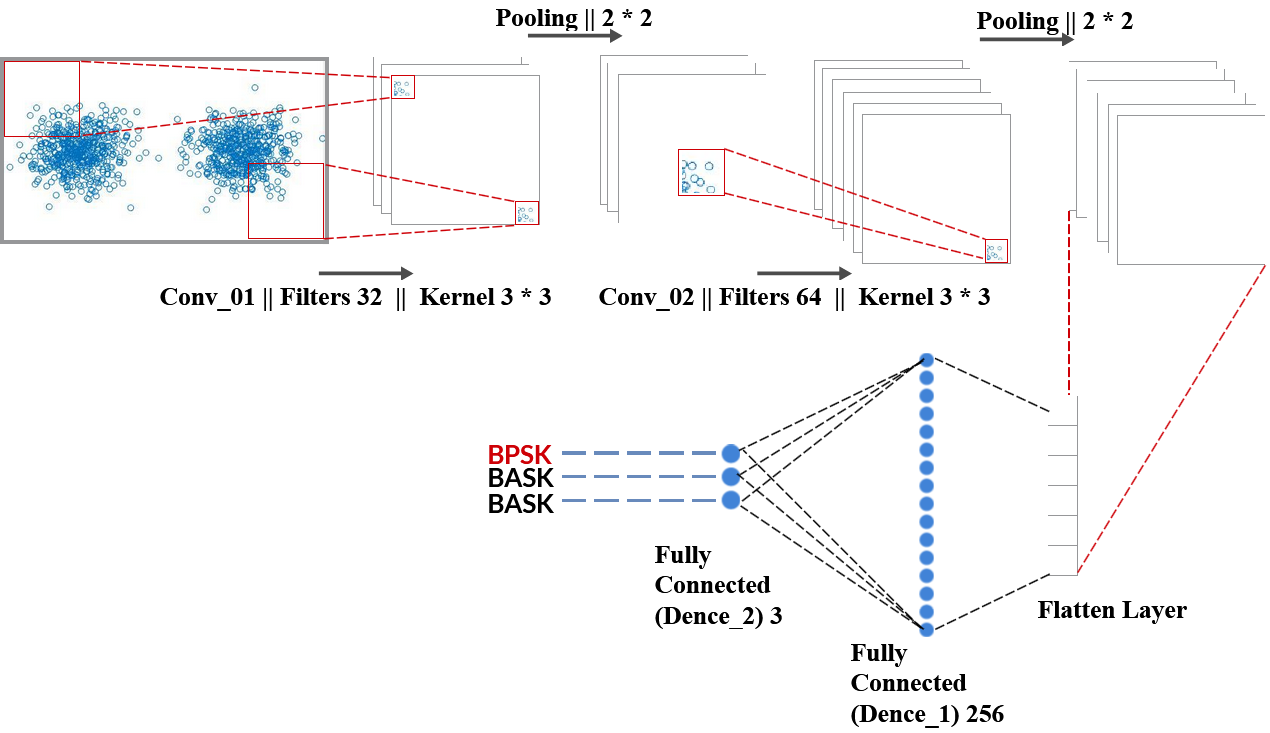 Pooling || 2 * 2
Pooling || 2 * 2
Conv_01 || Filters 32 || Kernel 3 * 3
Conv_02 || Filters 64 || Kernel 3 * 3
BPSK
BASK
BASK
Fully
Connected
(Dence_2) 3
Flatten Layer
Fully
Connected
(Dence_1) 256